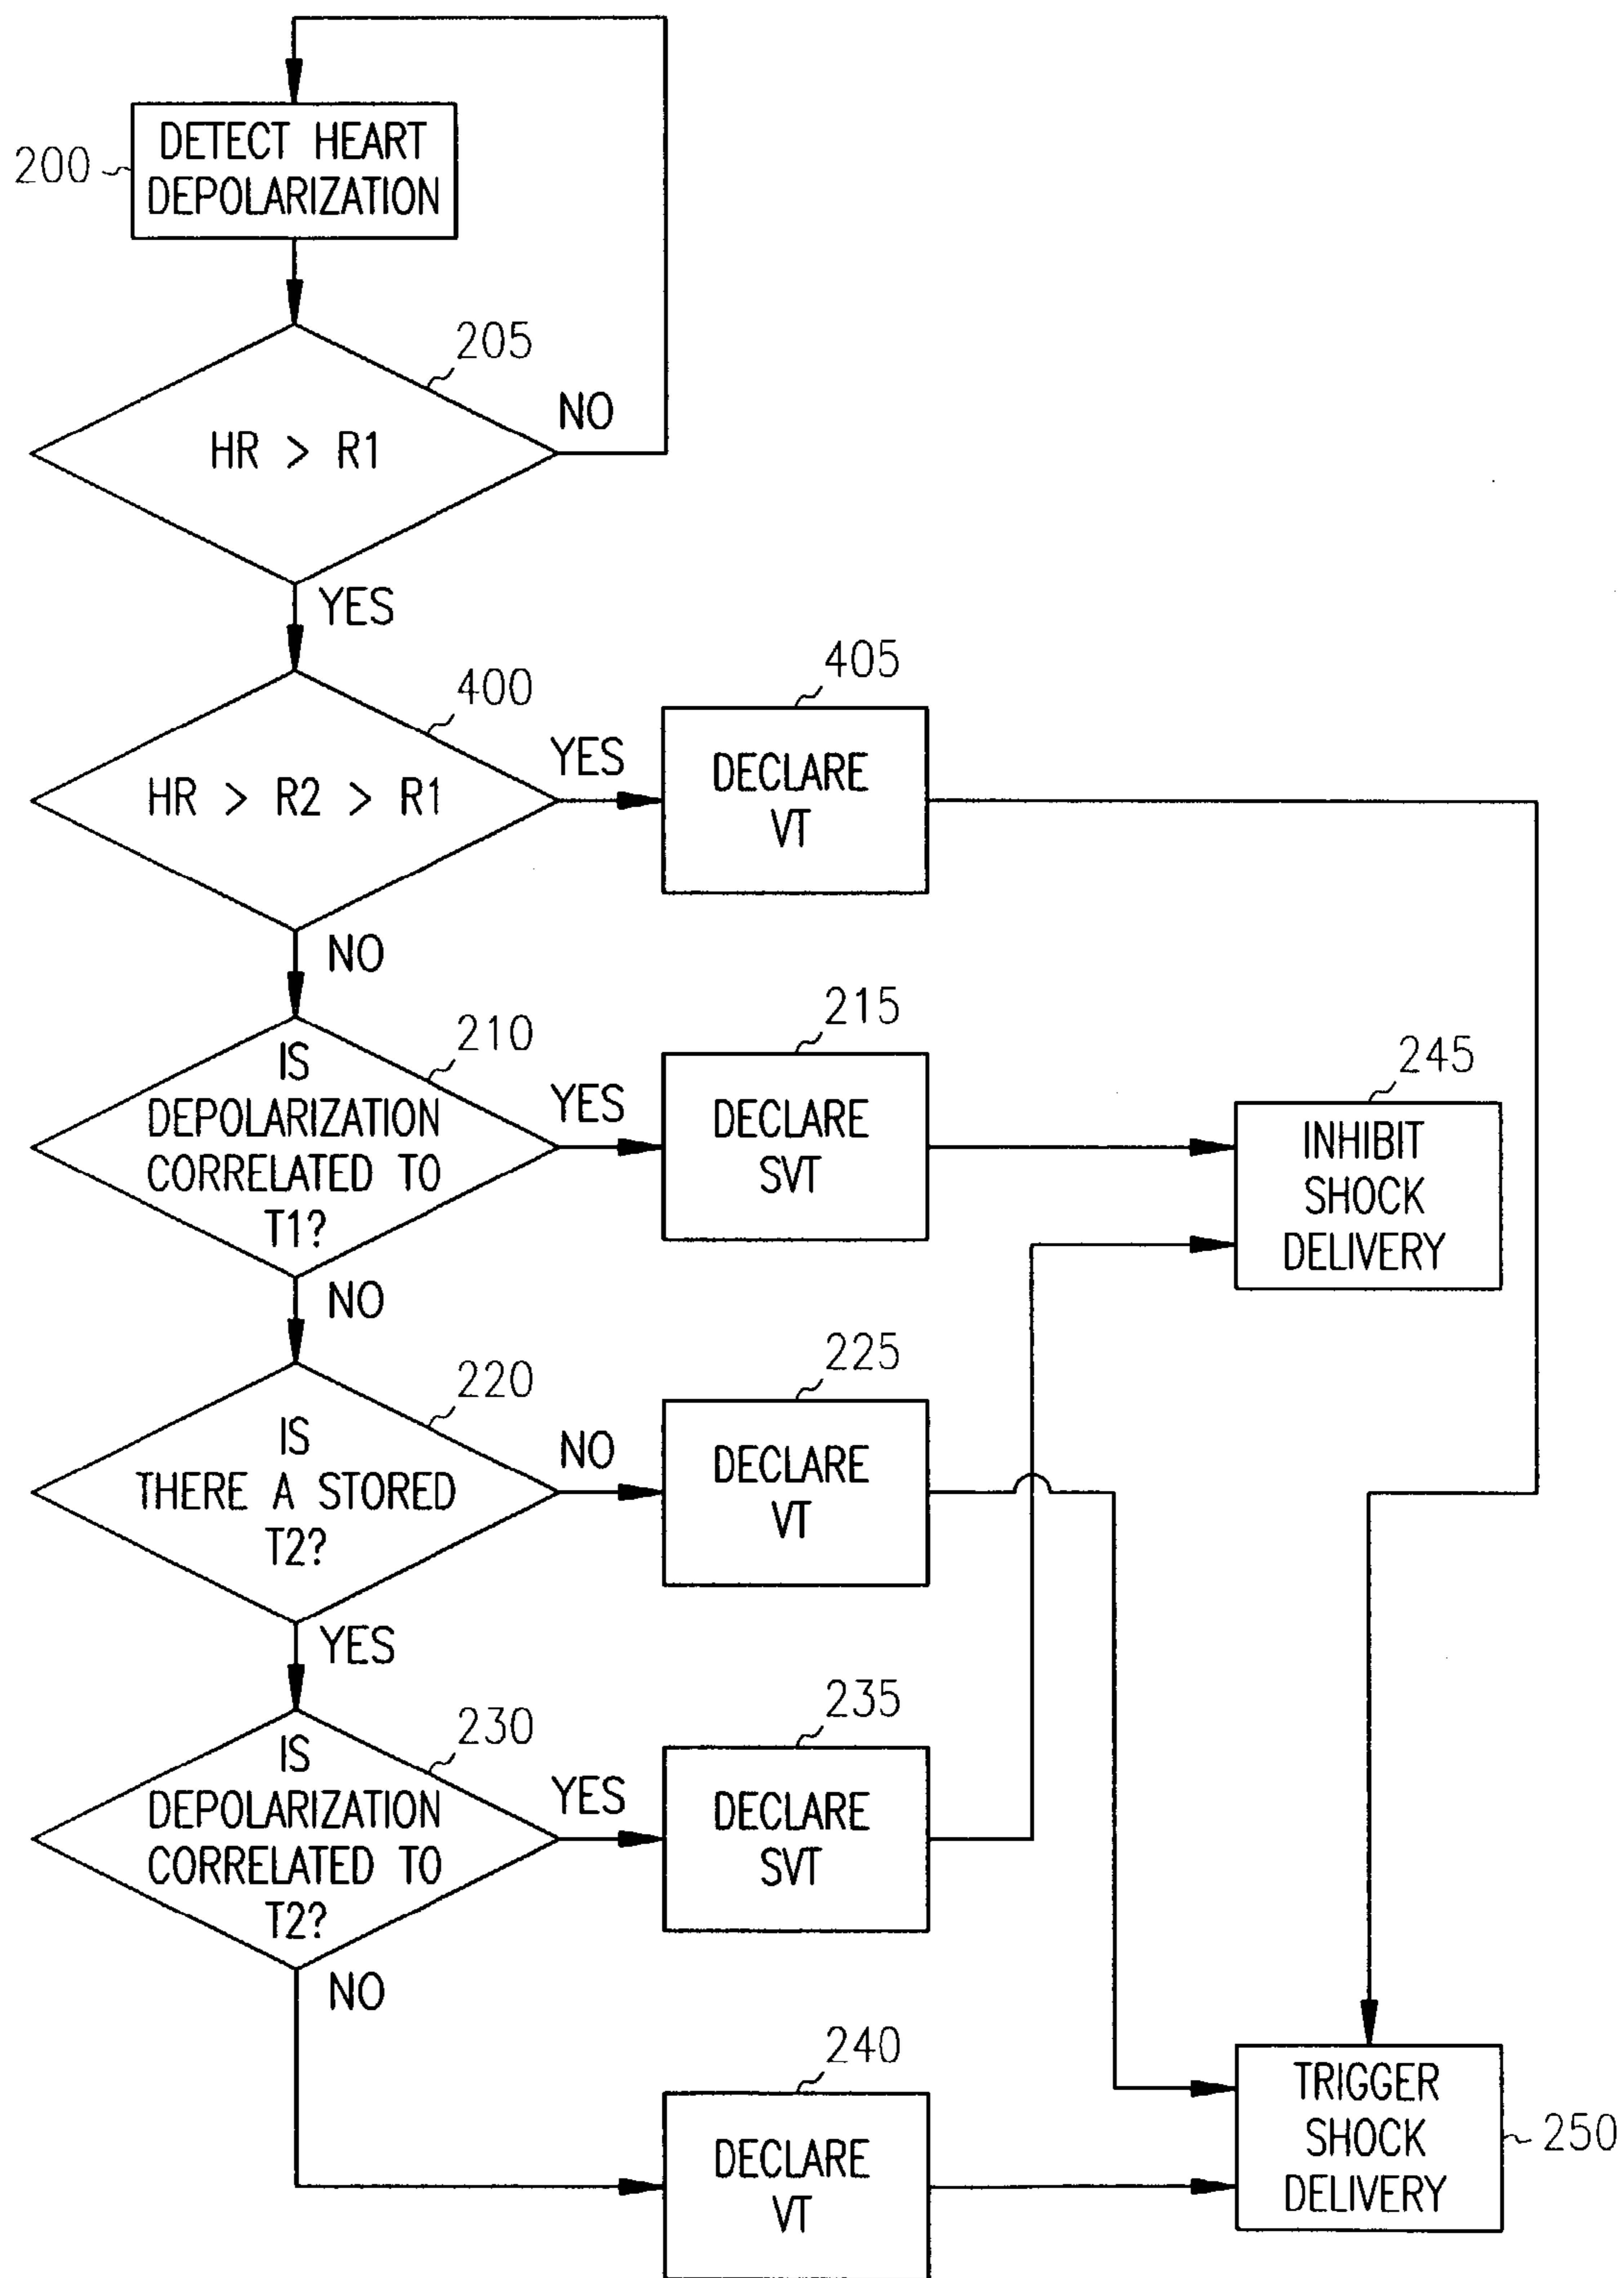 DETECT HEART
DEPOLARIZATION
200
205
HR > R1
NO
YES
400
HR > R2 > R1
YES
NO
405
DECLARE
VT
210
IS
DEPOLARIZATION
CORRELATED TO
T1?
YES
NO
215
DECLARE
SVT
245
INHIBIT
SHOCK
DELIVERY
220
IS
THERE A STORED
T2?
NO
YES
225
DECLARE
VT
230
IS
DEPOLARIZATION
CORRELATED TO
T2?
YES
NO
235
DECLARE
SVT
240
DECLARE
VT
TRIGGER
SHOCK
DELIVERY
250